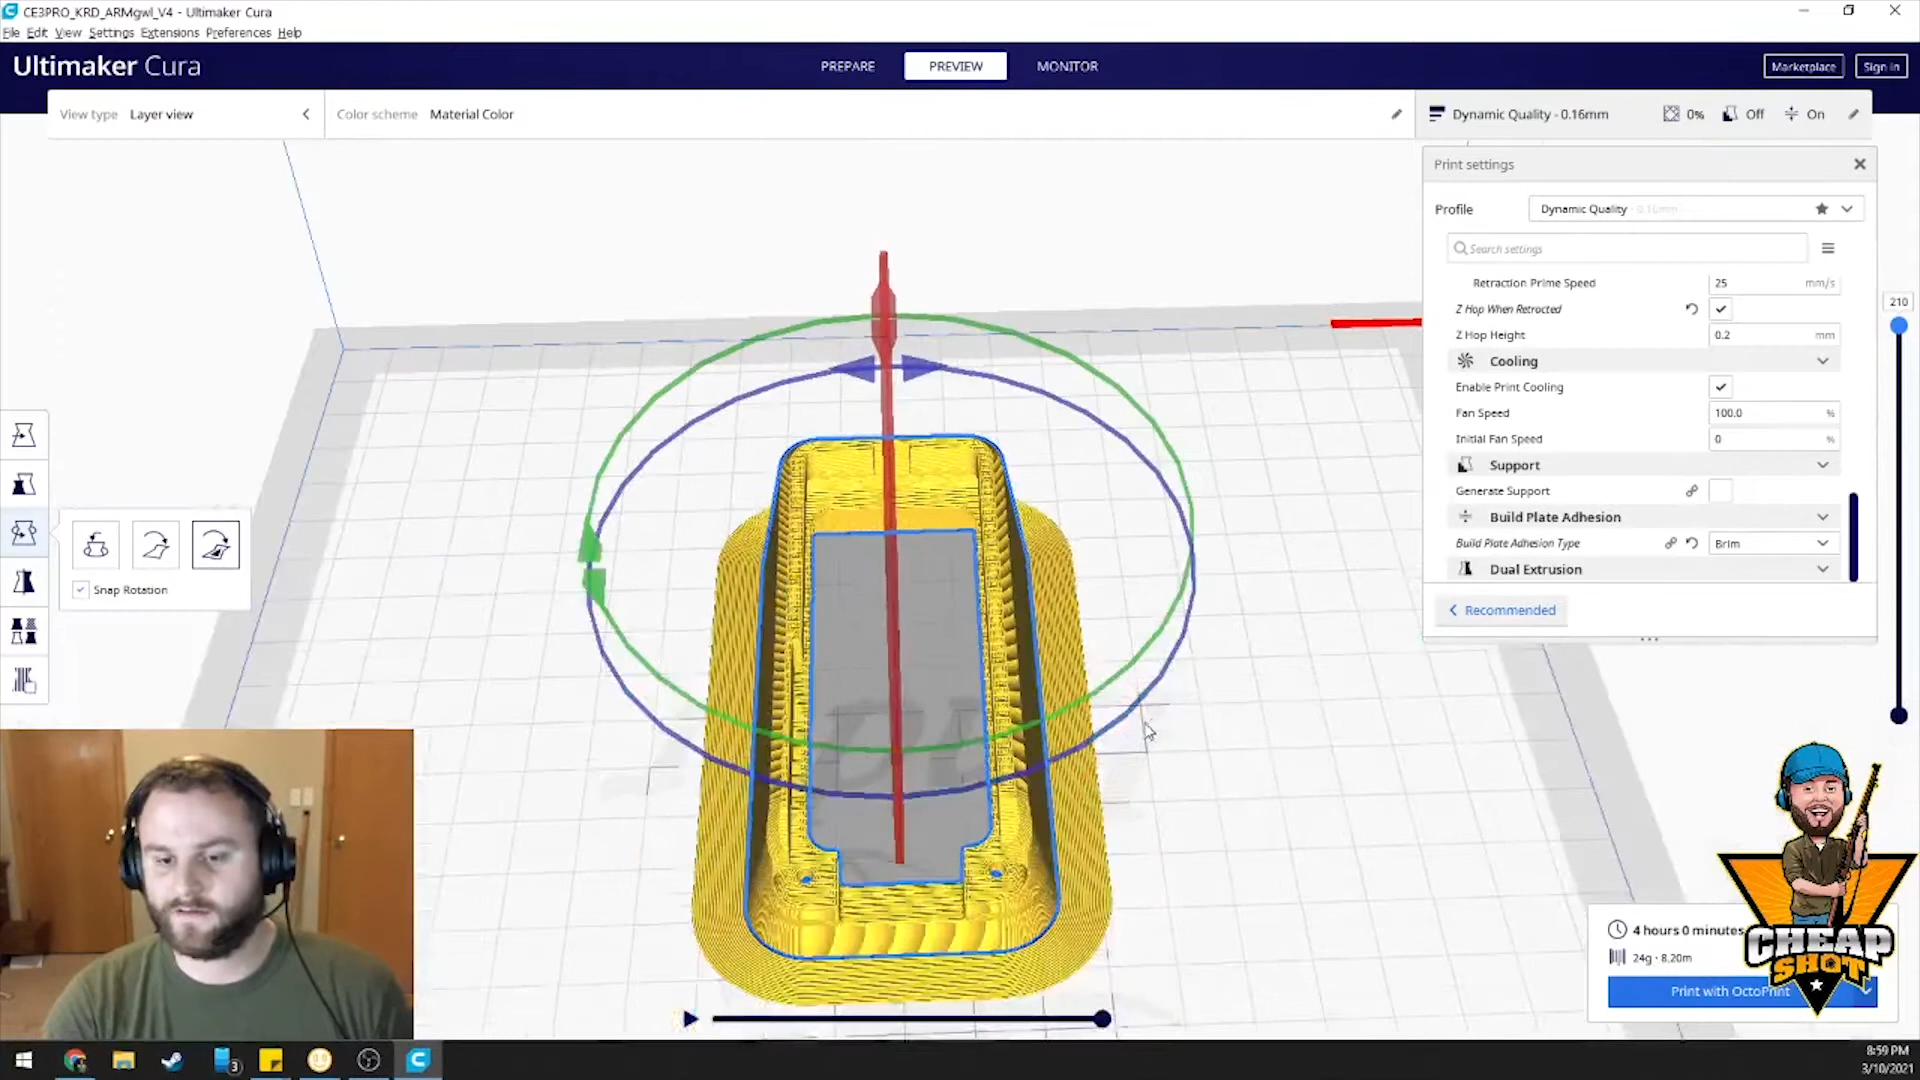 CE3PRO_KRD_ARMgwl_V4 - Ultimaker Cura
File Edit View Settings Extensions Preferences Help
Ultimaker Cura
PREPARE
PREVIEW
MONITOR
Marketplace
Sign in
View type Layer view
Color scheme Material Color
Dynamic Quality - 0.16mm
0%
Off
On
Print settings
Profile
Dynamic Quality - 0.16mm
Search settings
Retraction Prime Speed 25 mm/s
Z Hop When Retracted
Z Hop Height 0.2 mm
Cooling
Enable Print Cooling
Fan Speed 100.0 %
Initial Fan Speed 0 %
Support
Generate Support
Build Plate Adhesion
Build Plate Adhesion Type Brim
Dual Extrusion
Recommended
210
Snap Rotation
4 hours 0 minutes
24g · 8.20m
Print with OctoPrint
CHEAP
SHOT
3
8:59 PM
3/10/2021